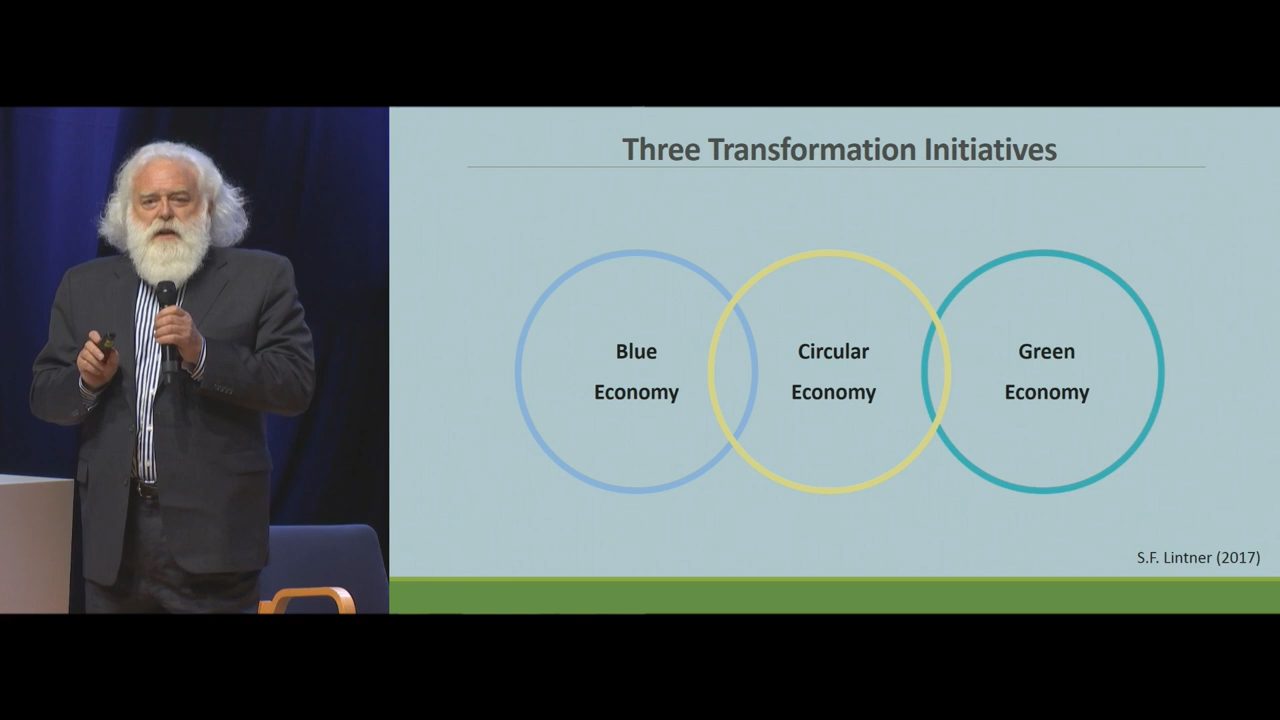 Three Transformation Initiatives
Blue
Economy
Circular
Economy
Green
Economy
S.F. Lintner (2017)